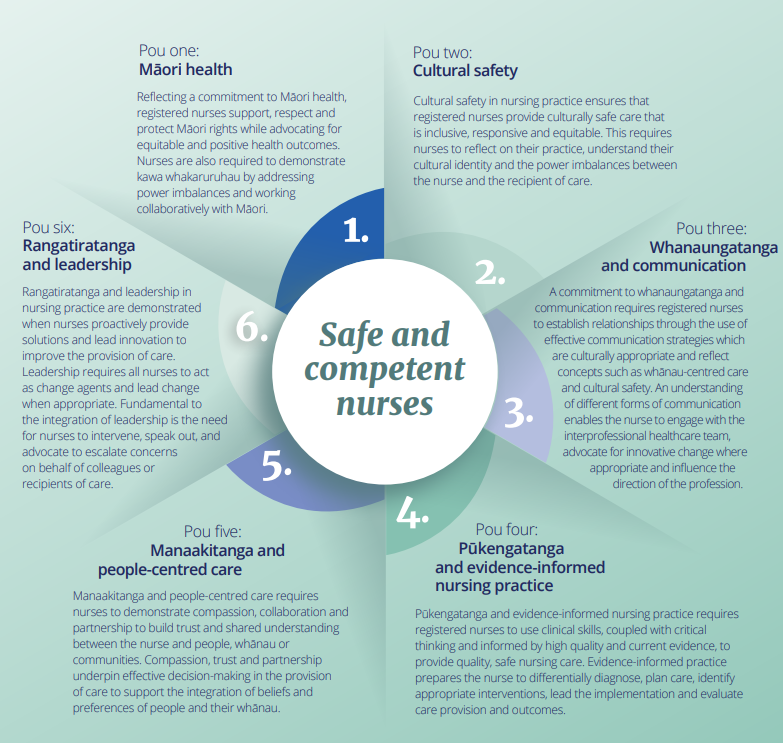 Pou one:
Māori health
Reflecting a commitment to Māori health,
registered nurses support, respect and
protect Māori rights while advocating for
equitable and positive health outcomes.
Nurses are also required to demonstrate
kawa whakaruruhau by addressing
power imbalances and working
collaboratively with Māori.
Pou two:
Cultural safety
Cultural safety in nursing practice ensures that
registered nurses provide culturally safe care that
is inclusive, responsive and equitable. This requires
nurses to reflect on their practice, understand their
cultural identity and the power imbalances between
the nurse and the recipient of care.
Pou three:
Whanaungatanga
and communication
A commitment to whanaungatanga and
communication requires registered nurses
to establish relationships through the use of
effective communication strategies which
are culturally appropriate and reflect
concepts such as whānau-centred care
and cultural safety. An understanding
of different forms of communication
enables the nurse to engage with the
interprofessional healthcare team,
advocate for innovative change where
appropriate and influence the
direction of the profession.
Pou four:
Pūkengatanga
and evidence-informed
nursing practice
Pūkengatanga and evidence-informed nursing practice requires
registered nurses to use clinical skills, coupled with critical
thinking and informed by high quality and current evidence, to
provide quality, safe nursing care. Evidence-informed practice
prepares the nurse to differentially diagnose, plan care, identify
appropriate interventions, lead the implementation and evaluate
care provision and outcomes.
Pou five:
Manaakitanga and
people-centred care
Manaakitanga and people-centred care requires
nurses to demonstrate compassion, collaboration and
partnership to build trust and shared understanding
between the nurse and people, whānau or
communities. Compassion, trust and partnership
underpin effective decision-making in the provision
of care to support the integration of beliefs and
preferences of people and their whānau.
Pou six:
Rangatiratanga
and leadership
Rangatiratanga and leadership in
nursing practice are demonstrated
when nurses proactively provide
solutions and lead innovation to
improve the provision of care.
Leadership requires all nurses to act
as change agents and lead change
when appropriate. Fundamental to
the integration of leadership is the need
for nurses to intervene, speak out, and
advocate to escalate concerns
on behalf of colleagues or
recipients of care.
1.
2.
3.
4.
5.
6.
Safe and
competent
nurses